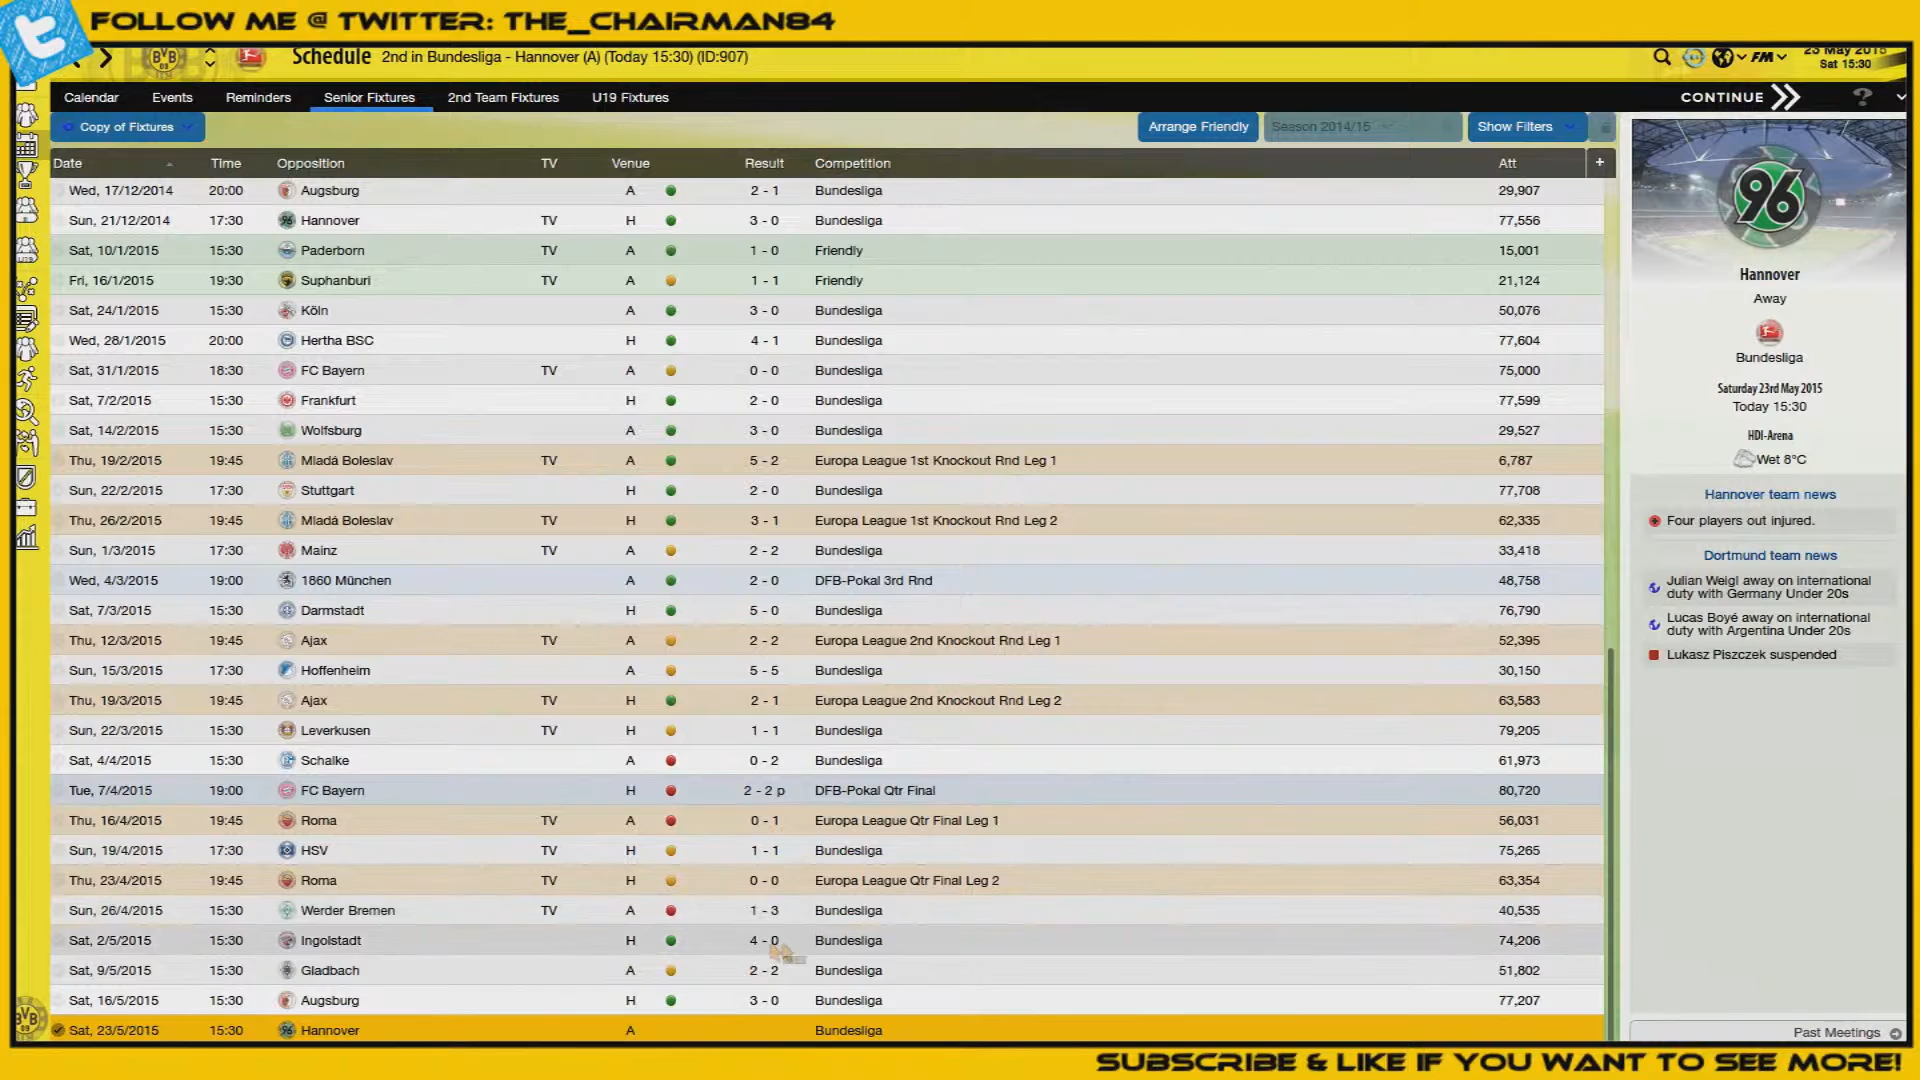 FOLLOW ME @ TWITTER: THE_CHAIRMAN84
Schedule 2nd in Bundesliga - Hannover (A) (Today 15:30) (ID:907)
FM
23 May 2015
Sat 15:30
Calendar Events Reminders Senior Fixtures 2nd Team Fixtures U19 Fixtures
CONTINUE
Copy of Fixtures Arrange Friendly Season 2014/15 Show Filters
Date Time Opposition TV Venue Result Competition Att +
Wed, 17/12/2014 20:00 Augsburg A 2 - 1 Bundesliga 29,907
Sun, 21/12/2014 17:30 Hannover TV H 3 - 0 Bundesliga 77,556
Sat, 10/1/2015 15:30 Paderborn TV A 1 - 0 Friendly 15,001
Fri, 16/1/2015 19:30 Suphanburi TV A 1 - 1 Friendly 21,124
Sat, 24/1/2015 15:30 Köln A 3 - 0 Bundesliga 50,076
Wed, 28/1/2015 20:00 Hertha BSC H 4 - 1 Bundesliga 77,604
Sat, 31/1/2015 18:30 FC Bayern TV A 0 - 0 Bundesliga 75,000
Sat, 7/2/2015 15:30 Frankfurt H 2 - 0 Bundesliga 77,599
Sat, 14/2/2015 15:30 Wolfsburg A 3 - 0 Bundesliga 29,527
Thu, 19/2/2015 19:45 Mladá Boleslav TV A 5 - 2 Europa League 1st Knockout Rnd Leg 1 6,787
Sun, 22/2/2015 17:30 Stuttgart H 2 - 0 Bundesliga 77,708
Thu, 26/2/2015 19:45 Mladá Boleslav TV H 3 - 1 Europa League 1st Knockout Rnd Leg 2 62,335
Sun, 1/3/2015 17:30 Mainz TV A 2 - 2 Bundesliga 33,418
Wed, 4/3/2015 19:00 1860 München A 2 - 0 DFB-Pokal 3rd Rnd 48,758
Sat, 7/3/2015 15:30 Darmstadt H 5 - 0 Bundesliga 76,790
Thu, 12/3/2015 19:45 Ajax TV A 2 - 2 Europa League 2nd Knockout Rnd Leg 1 52,395
Sun, 15/3/2015 17:30 Hoffenheim A 5 - 5 Bundesliga 30,150
Thu, 19/3/2015 19:45 Ajax TV H 2 - 1 Europa League 2nd Knockout Rnd Leg 2 63,583
Sun, 22/3/2015 15:30 Leverkusen TV H 1 - 1 Bundesliga 79,205
Sat, 4/4/2015 15:30 Schalke A 0 - 2 Bundesliga 61,973
Tue, 7/4/2015 19:00 FC Bayern H 2 - 2 p DFB-Pokal Qtr Final 80,720
Thu, 16/4/2015 19:45 Roma TV A 0 - 1 Europa League Qtr Final Leg 1 56,031
Sun, 19/4/2015 17:30 HSV TV H 1 - 1 Bundesliga 75,265
Thu, 23/4/2015 19:45 Roma TV H 0 - 0 Europa League Qtr Final Leg 2 63,354
Sun, 26/4/2015 15:30 Werder Bremen TV A 1 - 3 Bundesliga 40,535
Sat, 2/5/2015 15:30 Ingolstadt H 4 - 0 Bundesliga 74,206
Sat, 9/5/2015 15:30 Gladbach A 2 - 2 Bundesliga 51,802
Sat, 16/5/2015 15:30 Augsburg H 3 - 0 Bundesliga 77,207
Sat, 23/5/2015 15:30 Hannover A Bundesliga
96
Hannover
Away
Bundesliga
Saturday 23rd May 2015
Today 15:30
HDI-Arena
Wet 8°C
Hannover team news
Four players out injured.
Dortmund team news
Julian Weigl away on international
duty with Germany Under 20s
Lucas Boyé away on international
duty with Argentina Under 20s
Lukasz Piszczek suspended
Past Meetings
SUBSCRIBE & LIKE IF YOU WANT TO SEE MORE!